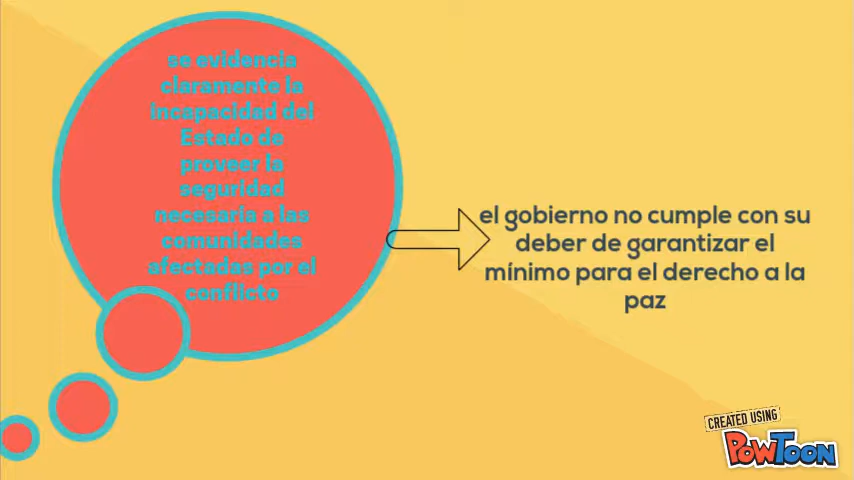 se evidencia
claramente la
incapacidad del
Estado de
proveer la
seguridad
necesaria a las
comunidades
afectadas por el
conflicto
el gobierno no cumple con su
deber de garantizar el
mínimo para el derecho a la
paz
CREATED USING
POWTOON